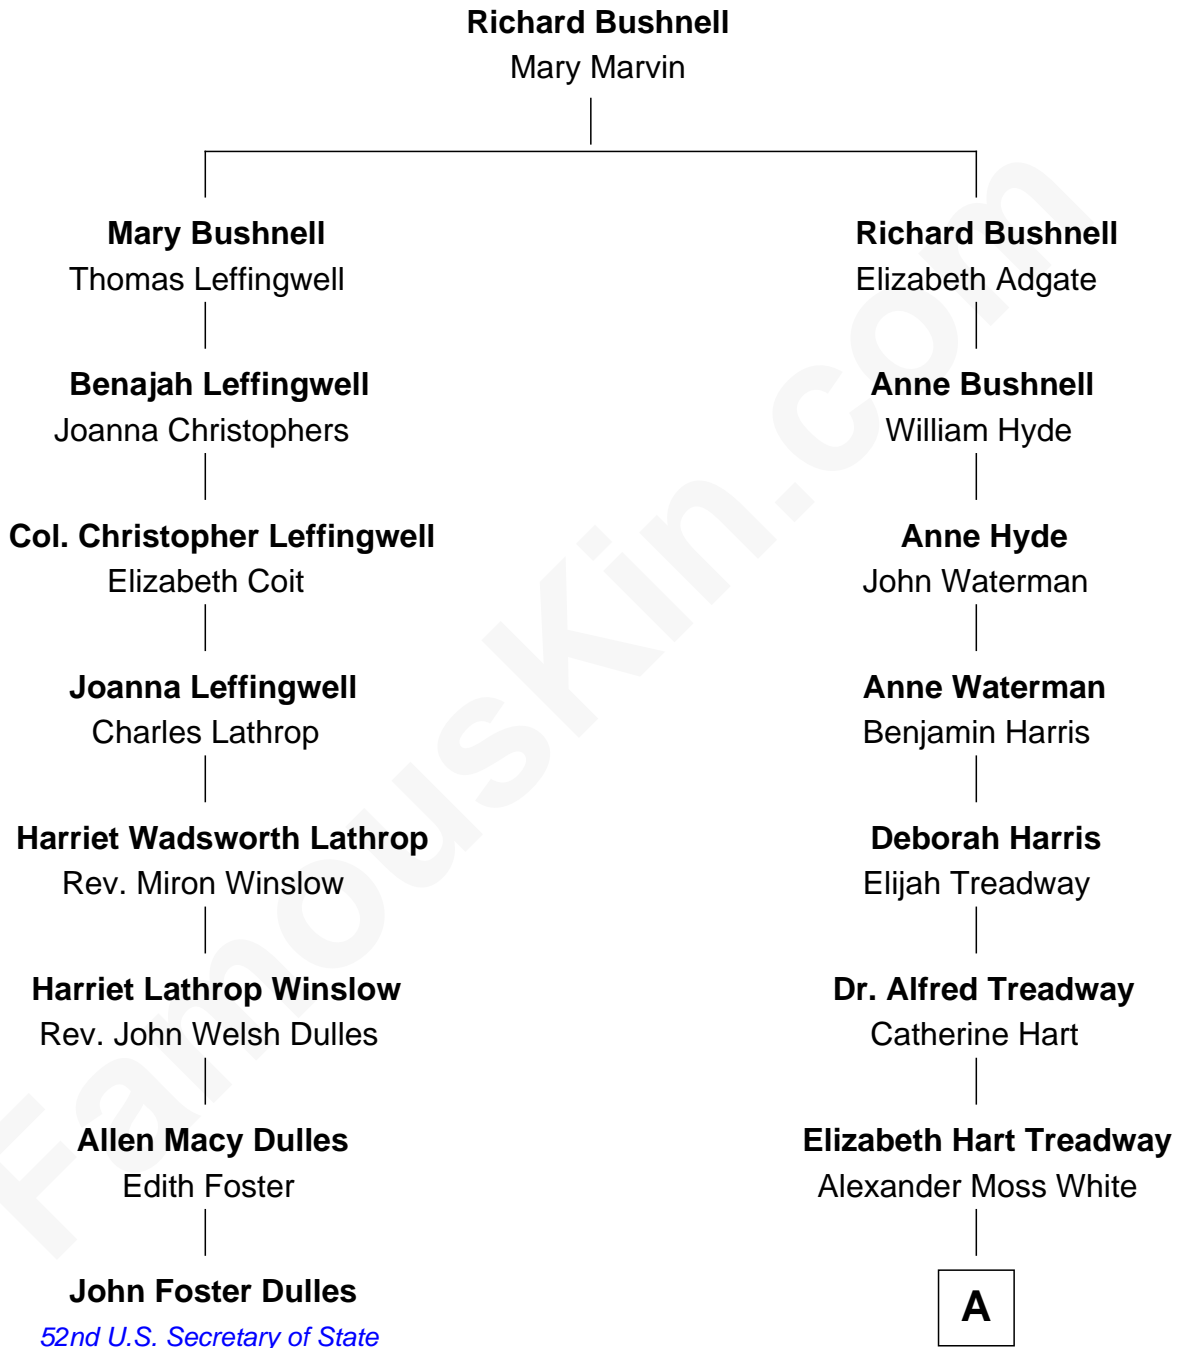 Richard Bushnell
Mary Marvin
Mary Bushnell
Thomas Leffingwell
Richard Bushnell
Elizabeth Adgate
Benajah Leffingwell
Joanna Christophers
Anne Bushnell
William Hyde
Col. Christopher Leffingwell
Elizabeth Coit
Anne Hyde
John Waterman
Joanna Leffingwell
Charles Lathrop
Anne Waterman
Benjamin Harris
Harriet Wadsworth Lathrop
Rev. Miron Winslow
Deborah Harris
Elijah Treadway
Harriet Lathrop Winslow
Rev. John Welsh Dulles
Dr. Alfred Treadway
Catherine Hart
Allen Macy Dulles
Edith Foster
Elizabeth Hart Treadway
Alexander Moss White
John Foster Dulles
52nd U.S. Secretary of State
A
FamousKin.com